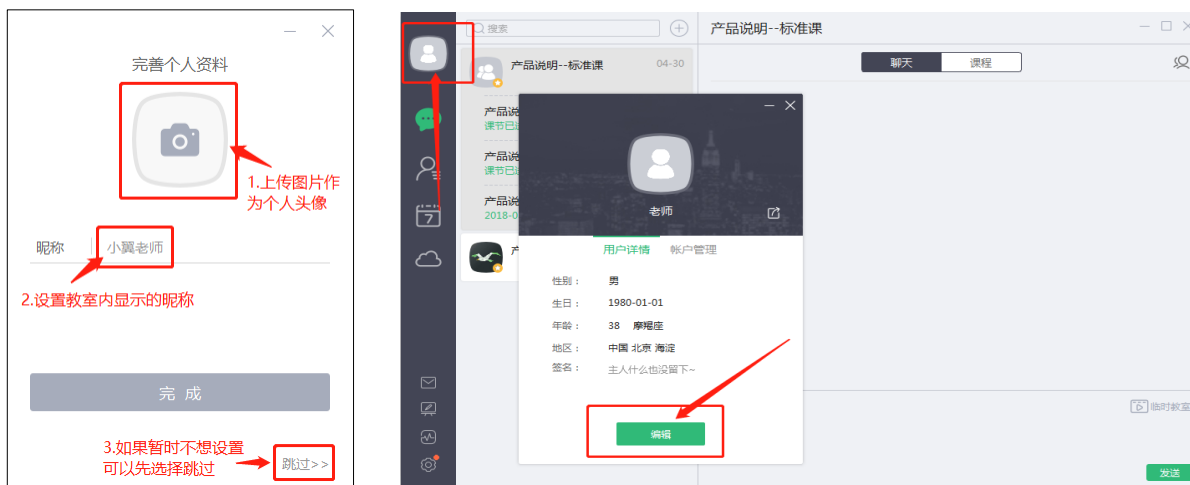 完善个人资料
1.上传图片作
为个人头像
昵称 小翼老师
2.设置教室内显示的昵称
完 成
3.如果暂时不想设置
可以先选择跳过
跳过>>
搜索
产品说明--标准课 04-30
产品说
课节已
产品说
课节已
产品说
2018-0
7
产品说明--标准课
聊天 课程
老师
用户详情 帐户管理
性别： 男
生日： 1980-01-01
年龄： 38 摩羯座
地区： 中国 北京 海淀
签名： 主人什么也没留下~
编辑
临时教室
发送